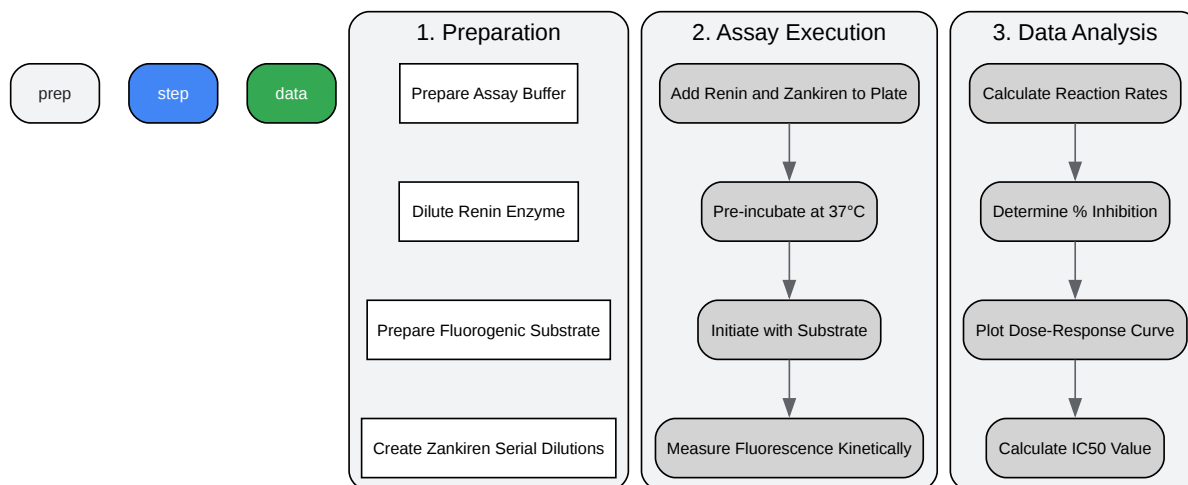 prep
step
data
1. Preparation
Prepare Assay Buffer
Dilute Renin Enzyme
Prepare Fluorogenic Substrate
Create Zankiren Serial Dilutions
2. Assay Execution
Add Renin and Zankiren to Plate
Pre-incubate at 37°C
Initiate with Substrate
Measure Fluorescence Kinetically
3. Data Analysis
Calculate Reaction Rates
Determine % Inhibition
Plot Dose-Response Curve
Calculate IC50 Value